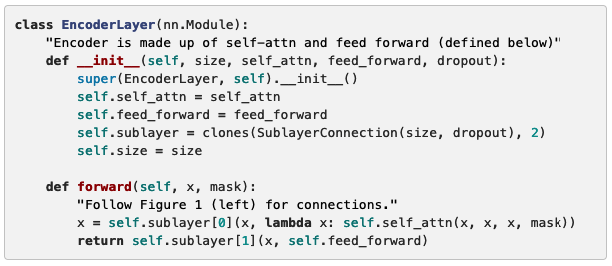 class EncoderLayer(nn.Module):
    "Encoder is made up of self-attn and feed forward (defined below)"
    def __init__(self, size, self_attn, feed_forward, dropout):
        super(EncoderLayer, self).__init__()
        self.self_attn = self_attn
        self.feed_forward = feed_forward
        self.sublayer = clones(SublayerConnection(size, dropout), 2)
        self.size = size

    def forward(self, x, mask):
        "Follow Figure 1 (left) for connections."
        x = self.sublayer[0](x, lambda x: self.self_attn(x, x, x, mask))
        return self.sublayer[1](x, self.feed_forward)